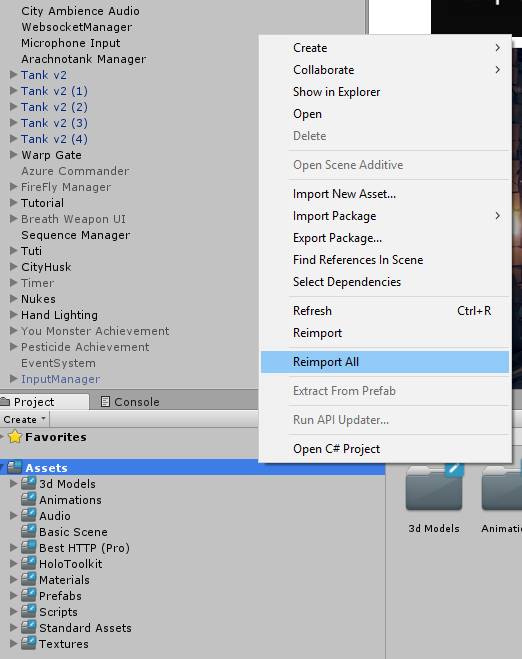 City Ambience Audio
WebsocketManager
Microphone Input
Arachnotank Manager
Tank v2
Tank v2 (1)
Tank v2 (2)
Tank v2 (3)
Tank v2 (4)
Warp Gate
Azure Commander
FireFly Manager
Tutorial
Breath Weapon UI
Sequence Manager
Tuti
CityHusk
Timer
Nukes
Hand Lighting
You Monster Achievement
Pesticide Achievement
EventSystem
InputManager
Create
Collaborate
Show in Explorer
Open
Delete
Open Scene Additive
Import New Asset...
Import Package
Export Package...
Find References In Scene
Select Dependencies
Refresh Ctrl+R
Reimport
Reimport All
Extract From Prefab
Run API Updater...
Open C# Project
Project Console
Create
Favorites
Assets
3d Models
Animations
Audio
Basic Scene
Best HTTP (Pro)
HoloToolkit
Materials
Prefabs
Scripts
Standard Assets
Textures
3d Models Animatio